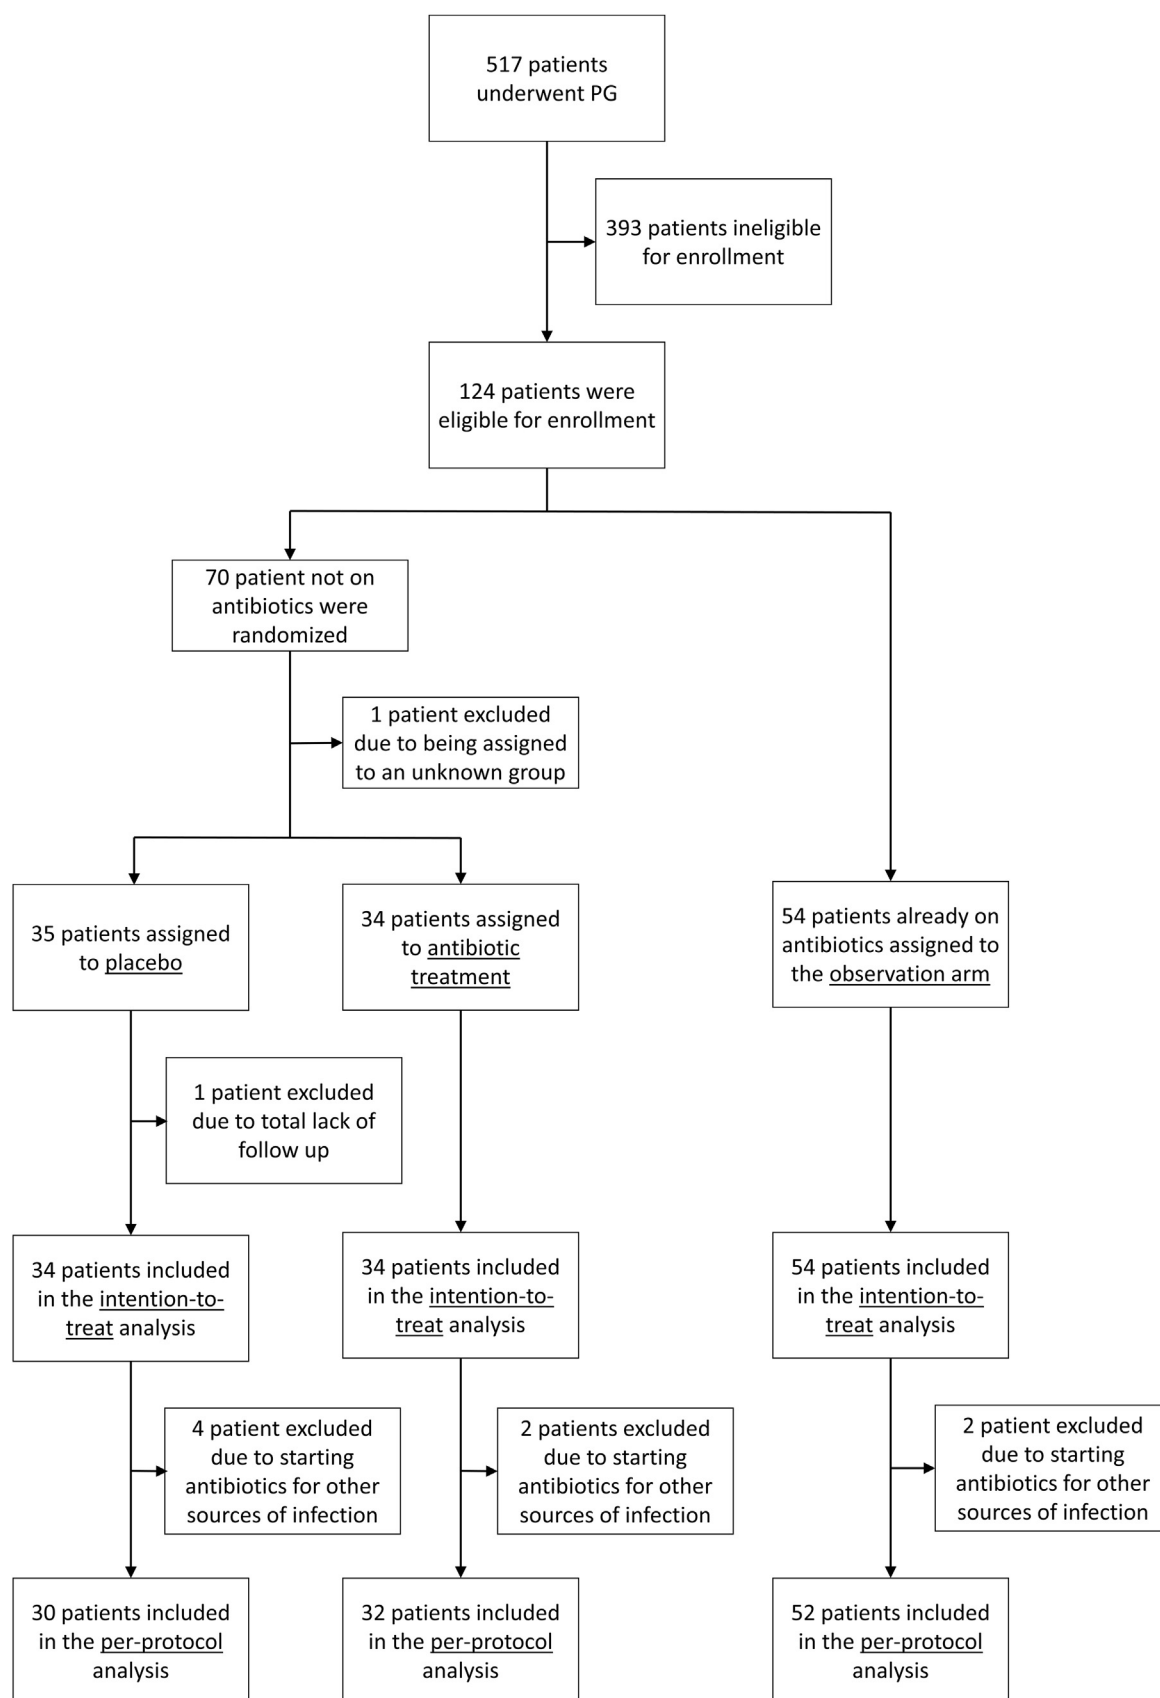 517 patients
underwent PG
393 patients ineligible
for enrollment
124 patients were
eligible for enrollment
70 patient not on
antibiotics were
randomized
1 patient excluded
due to being assigned
to an unknown group
35 patients assigned
to placebo
34 patients assigned
to antibiotic
treatment
54 patients already on
antibiotics assigned to
the observation arm
1 patient excluded
due to total lack of
follow up
34 patients included
in the intention-to-
treat analysis
34 patients included
in the intention-to-
treat analysis
54 patients included
in the intention-to-
treat analysis
4 patient excluded
due to starting
antibiotics for other
sources of infection
2 patients excluded
due to starting
antibiotics for other
sources of infection
2 patient excluded
due to starting
antibiotics for other
sources of infection
30 patients included
in the per-protocol
analysis
32 patients included
in the per-protocol
analysis
52 patients included
in the per-protocol
analysis